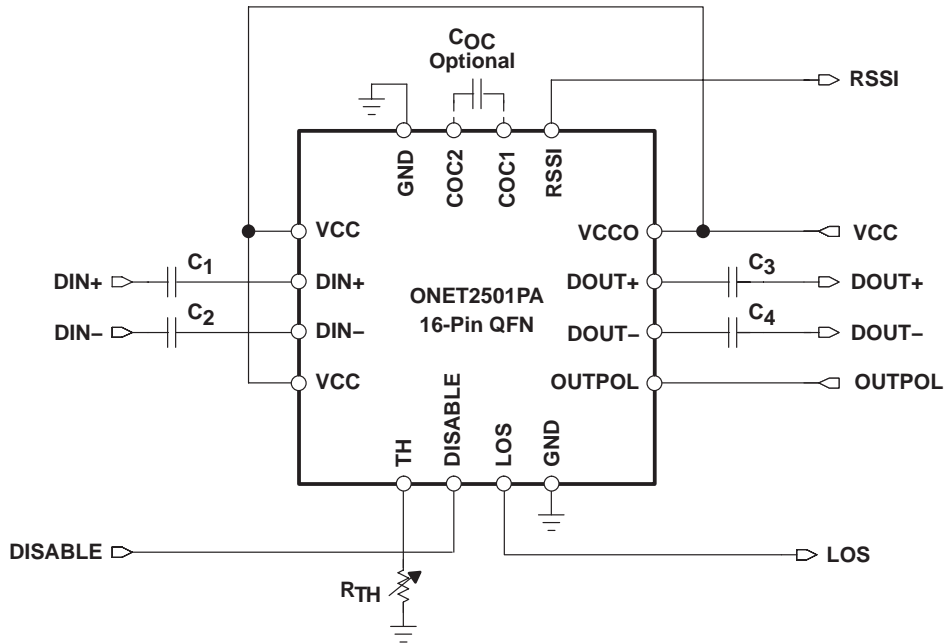 COC
Optional
RSSI
GND
COC2
COC1
RSSI
VCC
VCCO
VCC
DIN+
C1
DIN+
DOUT+
C3
DOUT+
ONET2501PA
16-Pin QFN
DIN–
C2
DIN–
DOUT–
C4
DOUT–
VCC
OUTPOL
OUTPOL
TH
DISABLE
LOS
GND
DISABLE
LOS
RTH